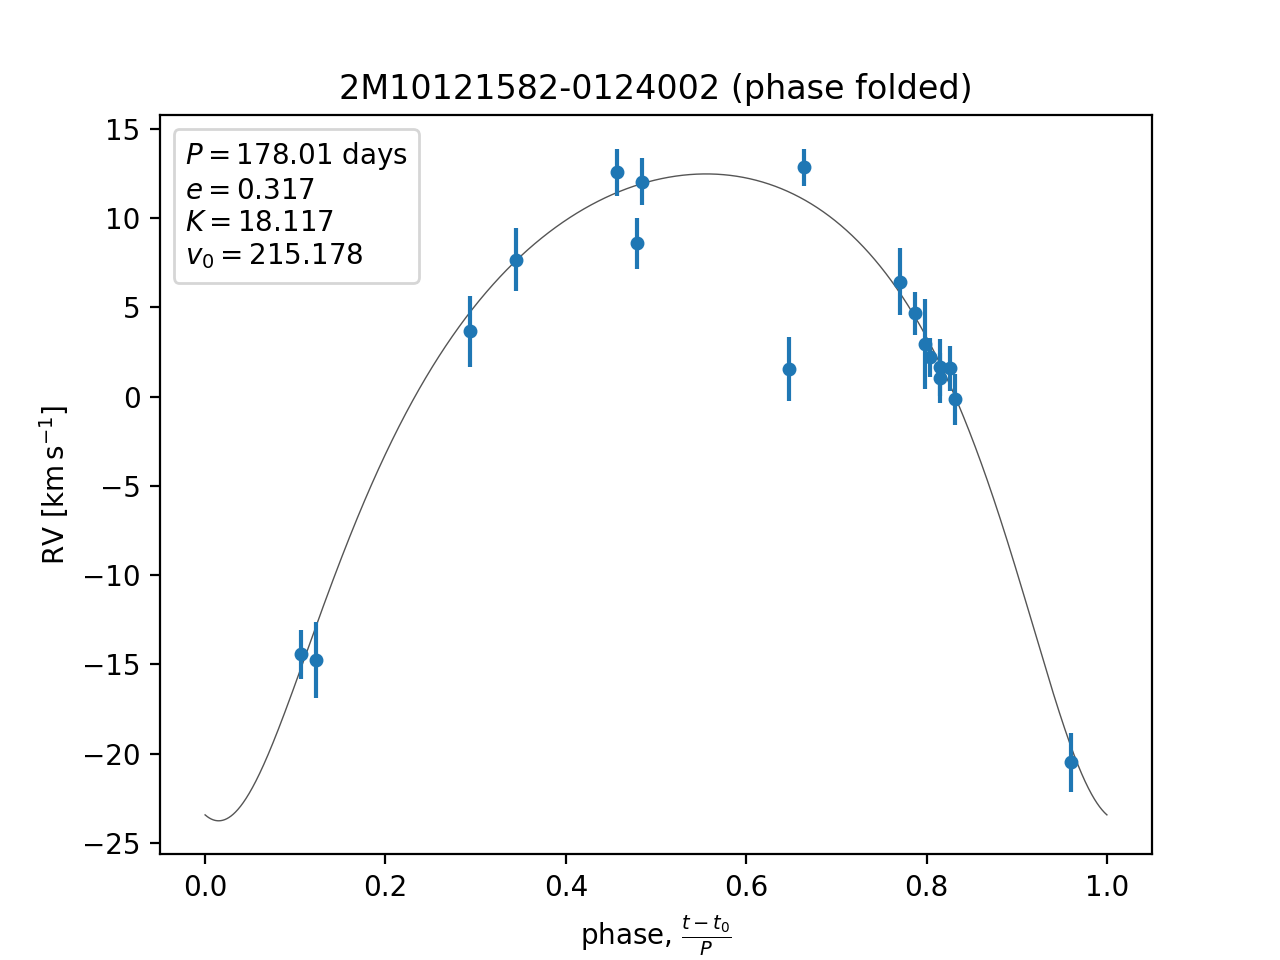 2M10121582-0124002 (phase folded)
P = 178.01 days
e = 0.317
K = 18.117
v₀ = 215.178
RV [km s⁻¹]
15
10
5
0
−5
−10
−15
−20
−25
0.0 0.2 0.4 0.6 0.8 1.0
phase, (t − t₀)/P